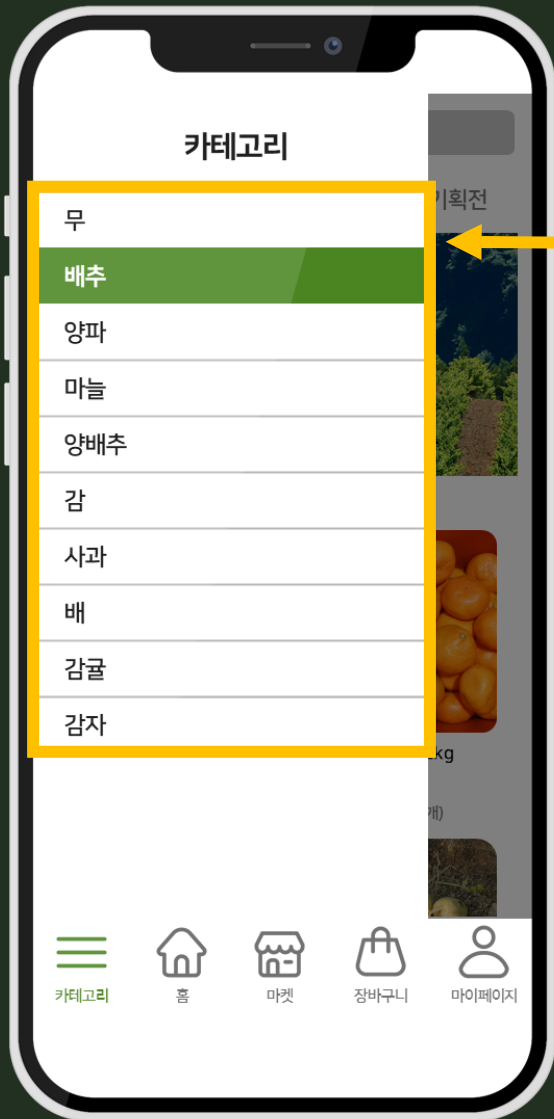 카테고리
기획전
무
배추
양파
마늘
양배추
감
사과
배
감귤
감자
kg
개)
카테고리
홈
마켓
장바구니
마이페이지